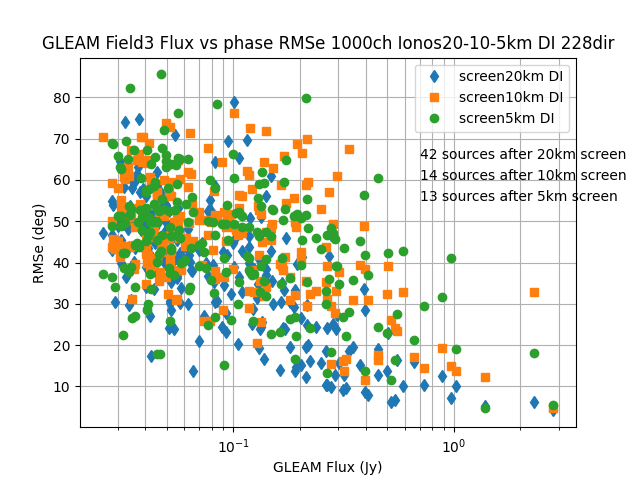 GLEAM Field3 Flux vs phase RMSe 1000ch Ionos20-10-5km DI 228dir
screen20km DI
screen10km DI
screen5km DI
42 sources after 20km screen
14 sources after 10km screen
13 sources after 5km screen
RMSe (deg)
80
70
60
50
40
30
20
10
10⁻¹
10⁰
GLEAM Flux (Jy)